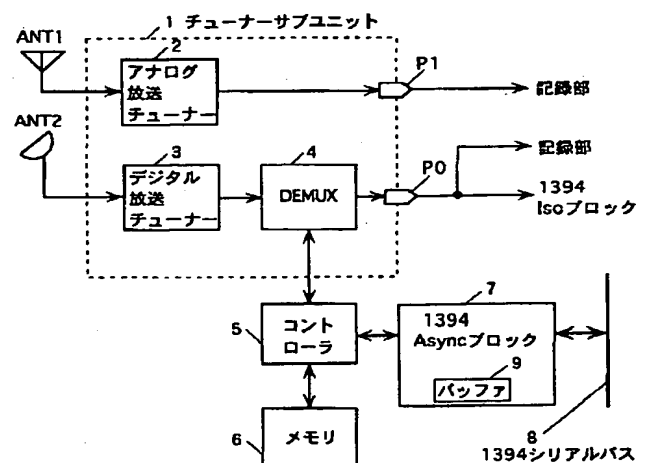 1 チューナーサブユニット
ANT1
2
アナログ
放送
チューナー
P1
記録部
ANT2
3
デジタル
放送
チューナー
4
DEMUX
P0
記録部
1394
Isoブロック
5
コント
ローラ
7
1394
Asyncブロック
9
バッファ
6
メモリ
8
1394シリアルバス